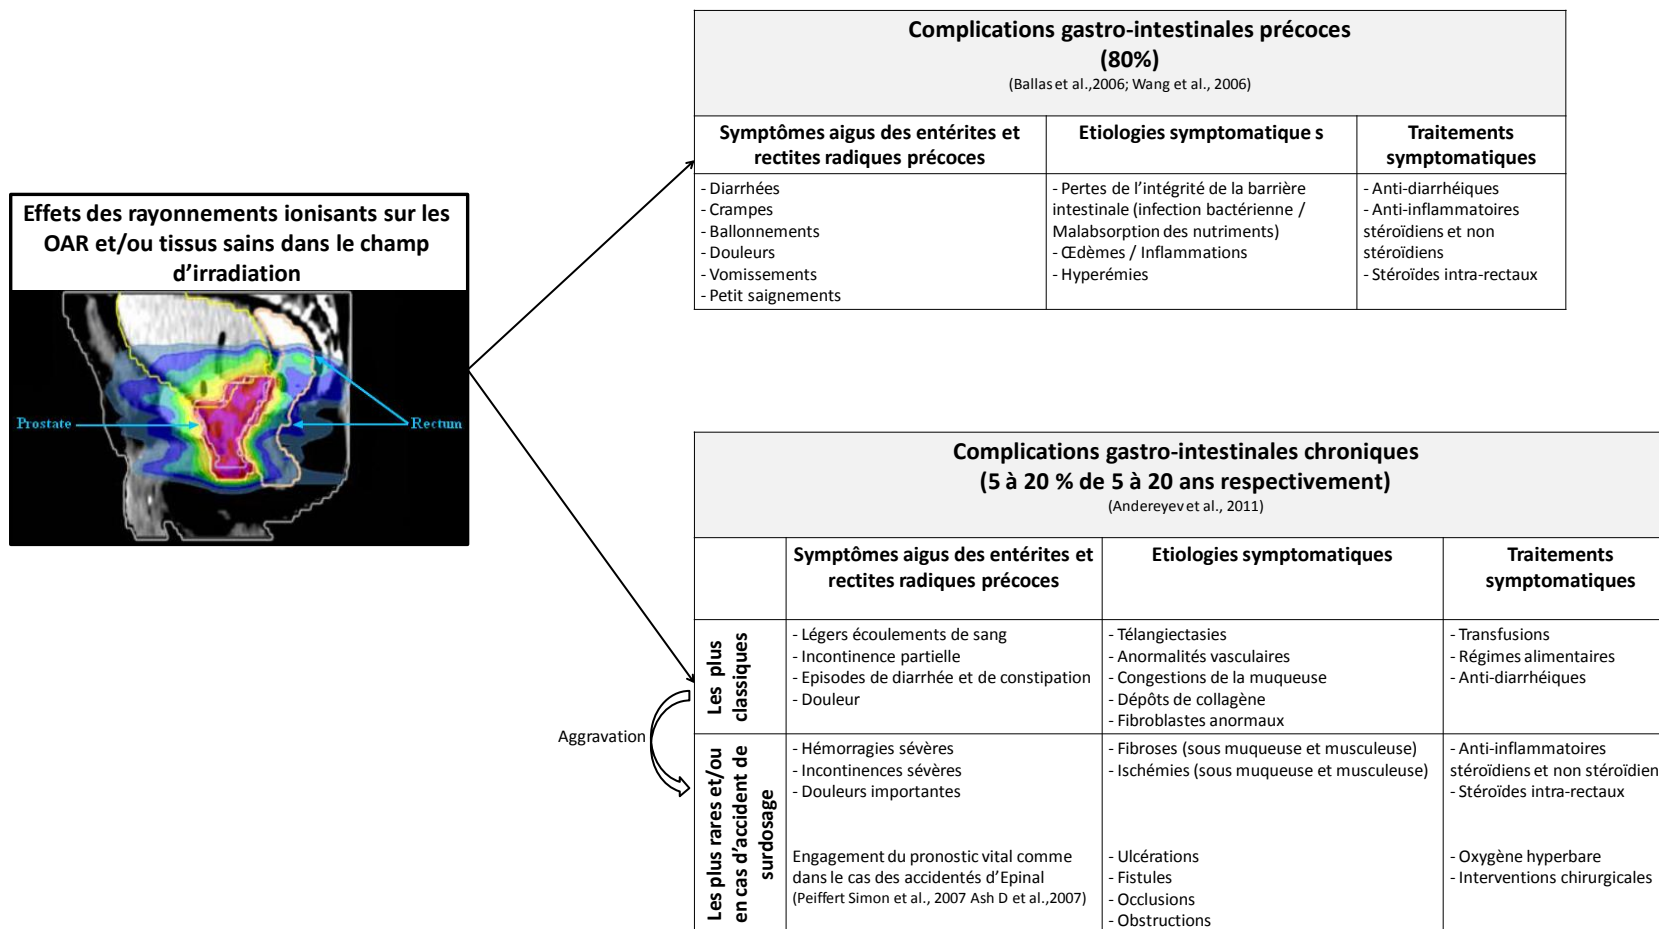 Effets des rayonnements ionisants sur les
OAR et/ou tissus sains dans le champ
d’irradiation
Prostate
Rectum
Complications gastro-intestinales précoces
(80%)
(Ballas et al.,2006; Wang et al., 2006)
Symptômes aigus des entérites et
rectites radiques précoces
Etiologies symptomatique s
Traitements
symptomatiques
- Diarrhées
- Crampes
- Ballonnements
- Douleurs
- Vomissements
- Petit saignements
- Pertes de l’intégrité de la barrière
intestinale (infection bactérienne /
Malabsorption des nutriments)
- Œdèmes / Inflammations
- Hyperémies
- Anti-diarrhéiques
- Anti-inflammatoires
stéroïdiens et non
stéroïdiens
- Stéroïdes intra-rectaux
Complications gastro-intestinales chroniques
(5 à 20 % de 5 à 20 ans respectivement)
(Andereyev et al., 2011)
Symptômes aigus des entérites et
rectites radiques précoces
Etiologies symptomatiques
Traitements
symptomatiques
Aggravation
Les plus
classiques
- Légers écoulements de sang
- Incontinence partielle
- Episodes de diarrhée et de constipation
- Douleur
- Télangiectasies
- Anormalités vasculaires
- Congestions de la muqueuse
- Dépôts de collagène
- Fibroblastes anormaux
- Transfusions
- Régimes alimentaires
- Anti-diarrhéiques
Les plus rares et/ou
en cas d’accident de
surdosage
- Hémorragies sévères
- Incontinences sévères
- Douleurs importantes
Engagement du pronostic vital comme
dans le cas des accidentés d’Epinal
(Peiffert Simon et al., 2007 Ash D et al.,2007)
- Fibroses (sous muqueuse et musculeuse)
- Ischémies (sous muqueuse et musculeuse)
- Ulcérations
- Fistules
- Occlusions
- Obstructions
- Anti-inflammatoires
stéroïdiens et non stéroïdien
- Stéroïdes intra-rectaux
- Oxygène hyperbare
- Interventions chirurgicales